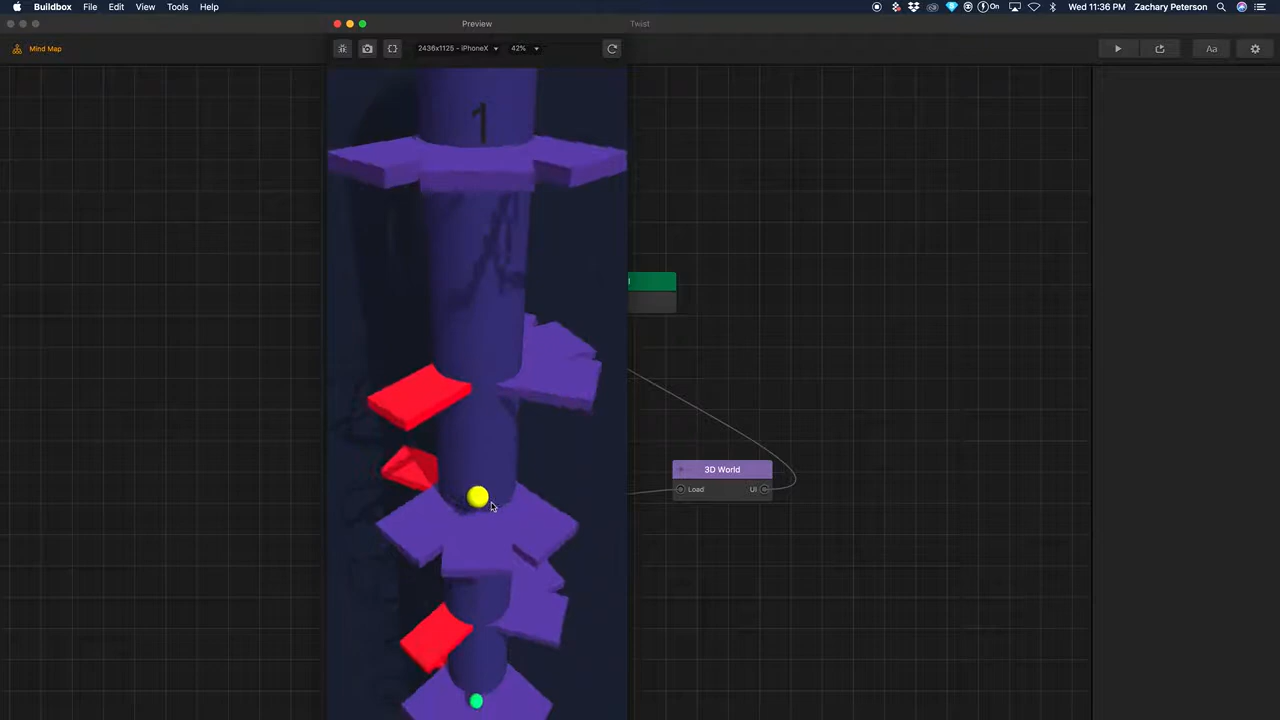 Buildbox File Edit View Tools Help Wed 11:36 PM Zachary Peterson
Preview Twist
Mind Map 2436x1125 - iPhoneX 42% Aa
1
3D World
Load UI